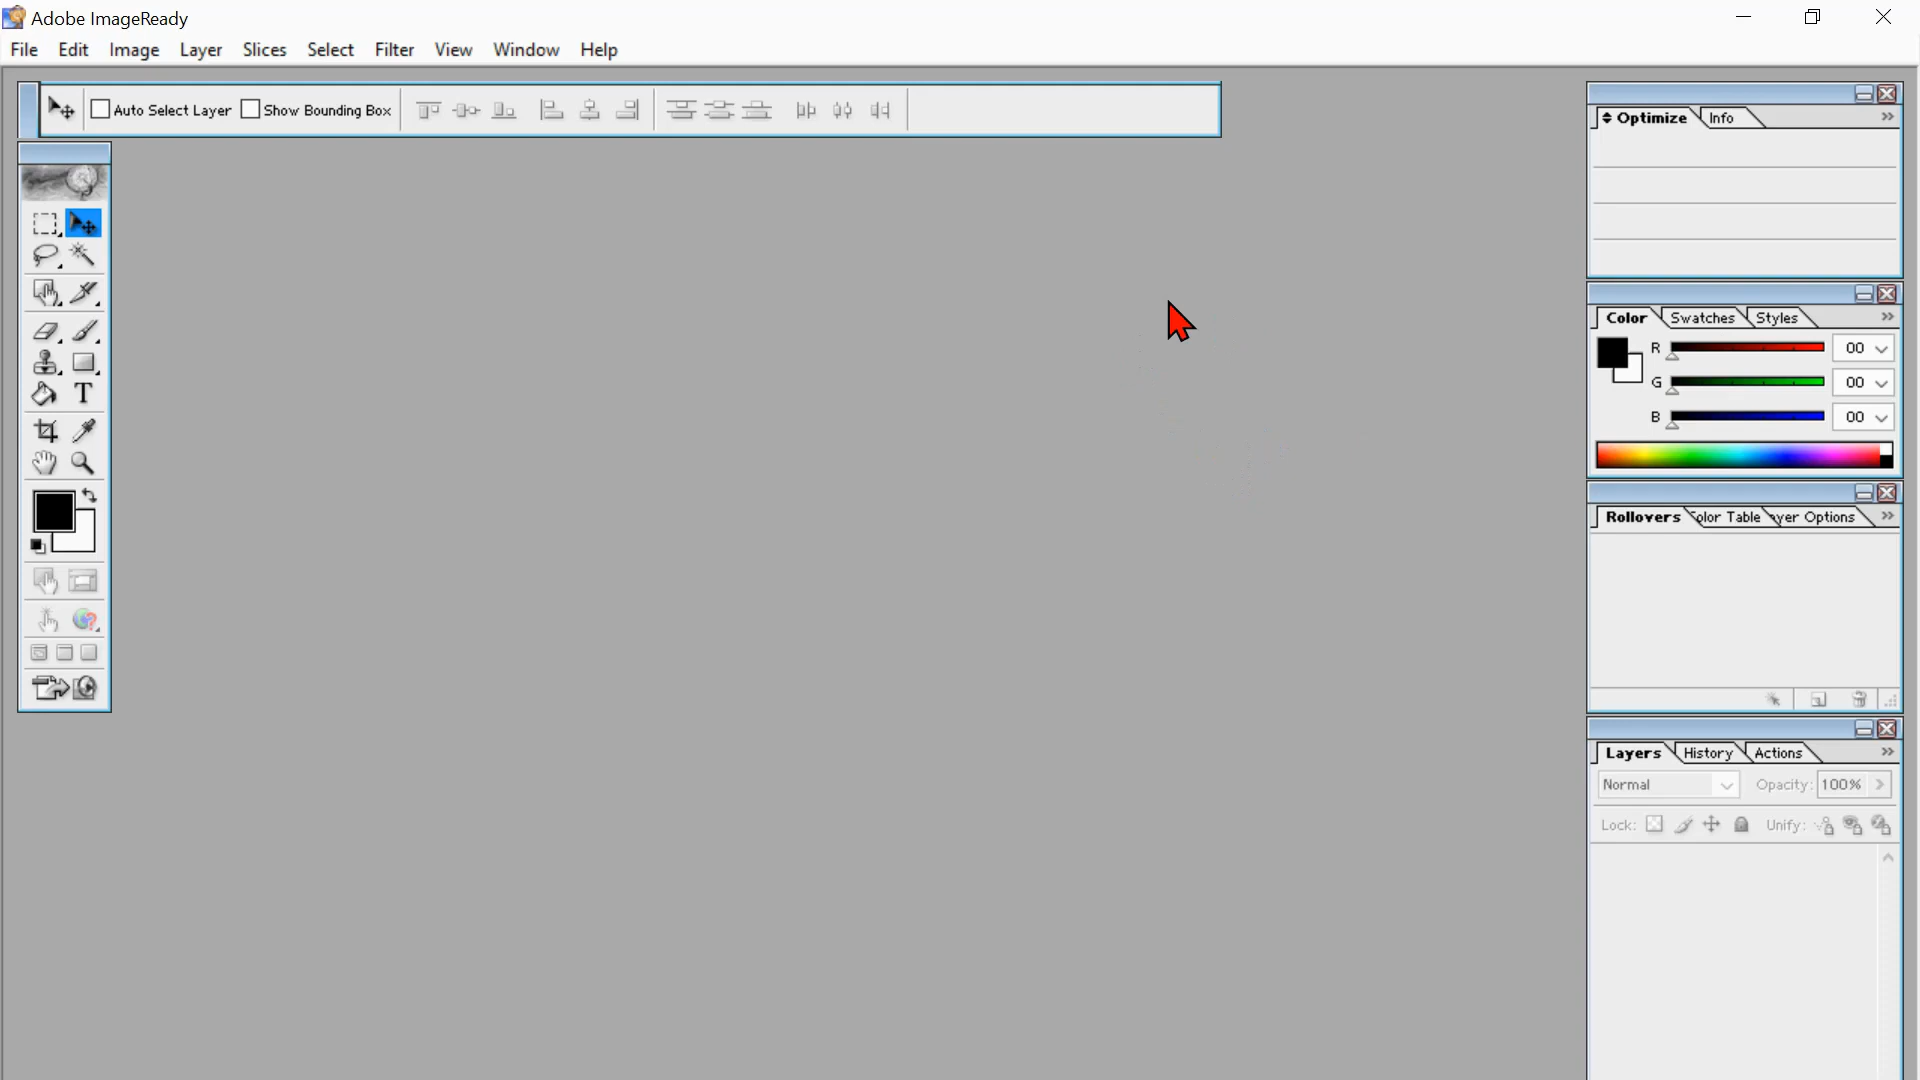 Adobe ImageReady
File Edit Image Layer Slices Select Filter View Window Help
Auto Select Layer Show Bounding Box
Optimize Info
Color Swatches Styles
R 00
G 00
B 00
Rollovers olor Table ayer Options
Layers History Actions
Normal Opacity: 100%
Lock: Unify:
T